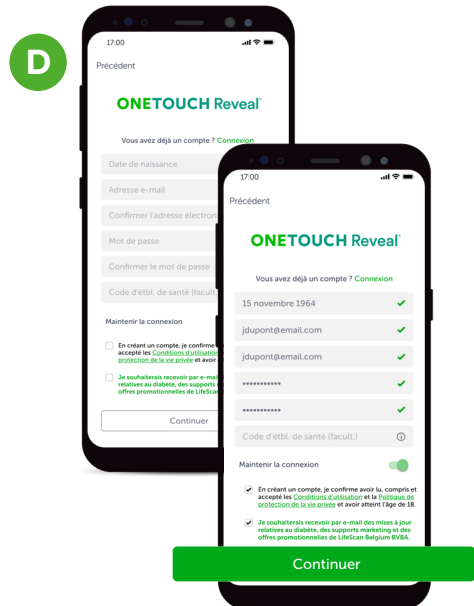 D
17:00
Précédent
ONETOUCH Reveal®
Vous avez déjà un compte ? Connexion
Date de naissance
Adresse e-mail
Confirmer l'adresse électron
Mot de passe
Confirmer le mot de passe
Code d'étbl. de santé (facult.
Maintenir la connexion
En créant un compte, je confirme
accepté les Conditions d'utilisation
protection de la vie privée et avoir
Je souhaiterais recevoir par e-mail
relatives au diabète, des supports
offres promotionnelles de LifeScan
Continuer
17:00
Précédent
ONETOUCH Reveal®
Vous avez déjà un compte ? Connexion
15 novembre 1964
jdupont@email.com
jdupont@email.com
•••••••••••
•••••••••••
Code d'étbl. de santé (facult.)
Maintenir la connexion
En créant un compte, je confirme avoir lu, compris et
accepté les Conditions d'utilisation et la Politique de
protection de la vie privée et avoir atteint l'âge de 18.
Je souhaiterais recevoir par e-mail des mises à jour
relatives au diabète, des supports marketing et des
offres promotionnelles de LifeScan Belgium BVBA.
Continuer